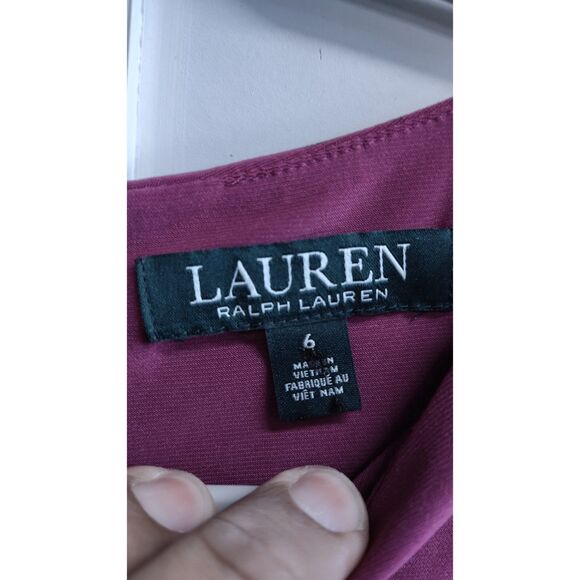 LAUREN
RALPH LAUREN
6
MADE IN
VIETNAM
FABRIQUÉ AU
VIÊT NAM